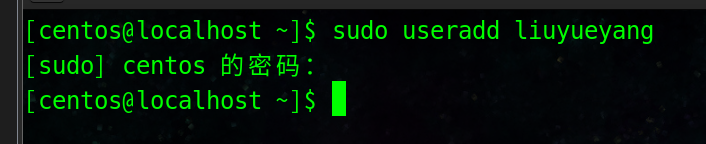 [centos@localhost ~]$ sudo useradd liuyueyang
[sudo] centos 的密码：
[centos@localhost ~]$